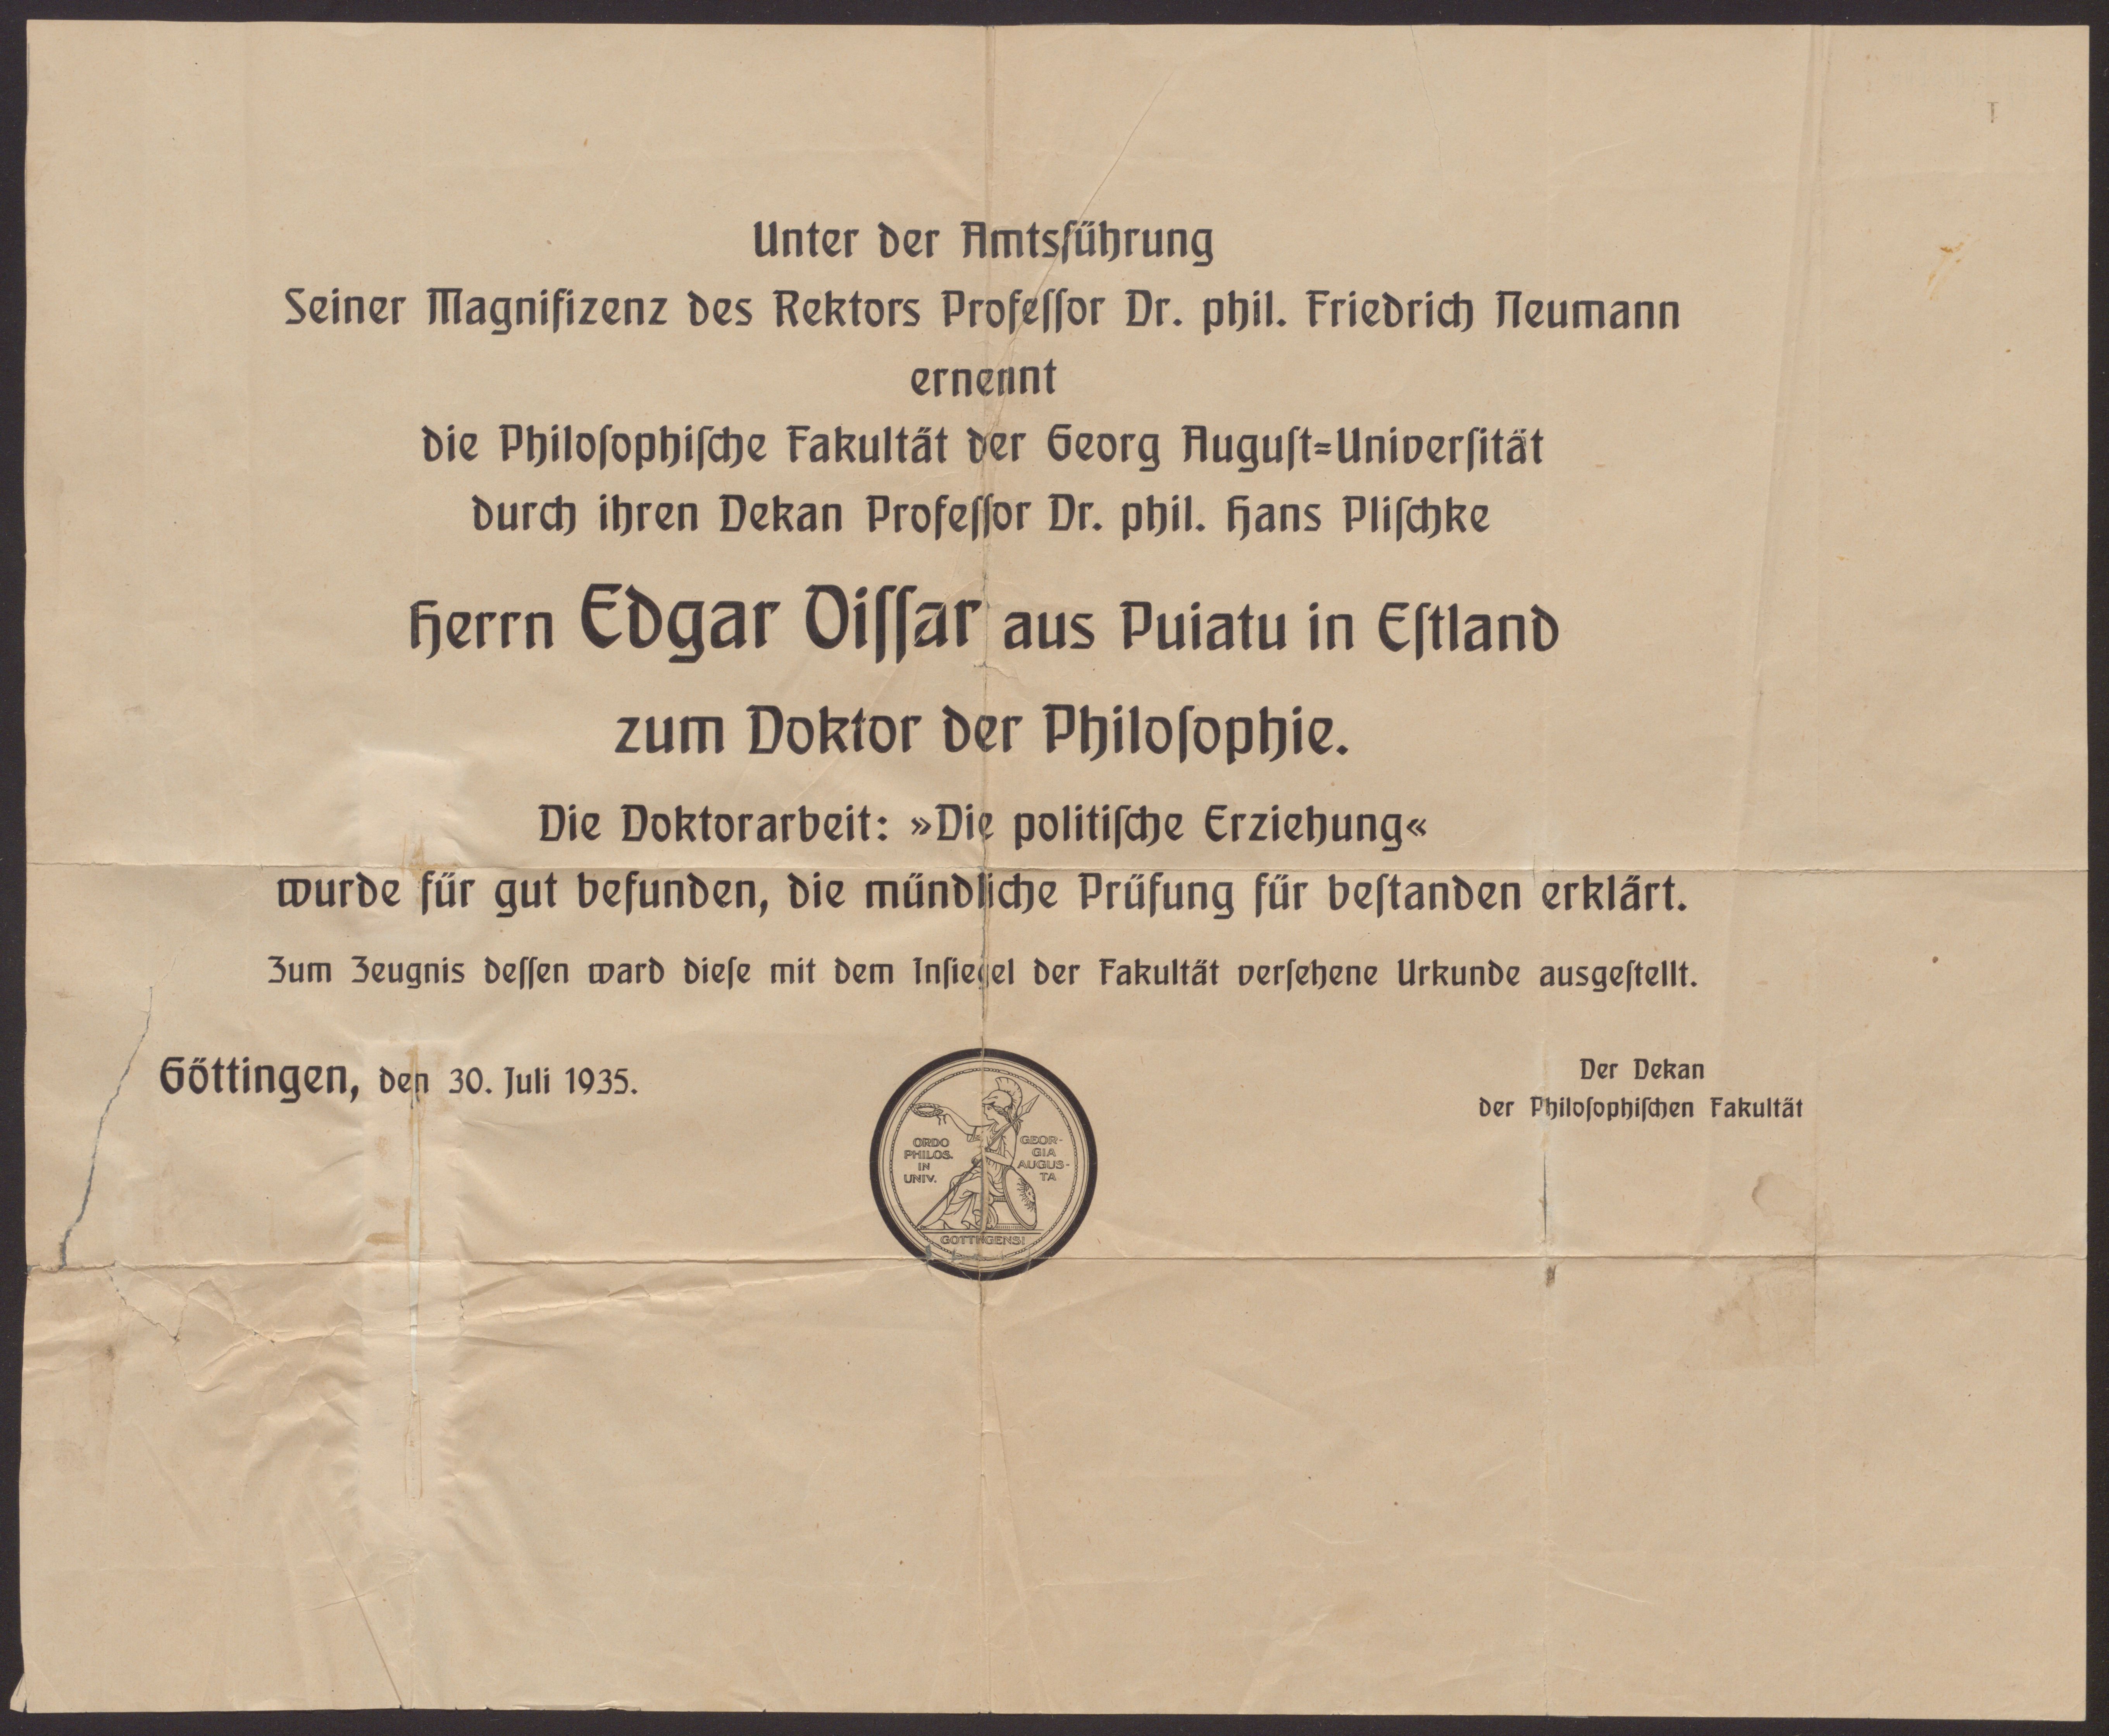 Unter der Amtsführung
Seiner Magnifizenz des Rektors Profeſſor Dr. phil. Friedrich Neumann
ernennt
die Philoſophiſche Fakultät der Georg Auguſt=Univerſität
durch ihren Dekan Profeſſor Dr. phil. Hans Pliſchke
Herrn Edgar Oiſſar aus Puiatu in Eſtland
zum Doktor der Philoſophie.
Die Doktorarbeit: »Die politiſche Erziehung«
wurde für gut befunden, die mündliche Prüfung für beſtanden erklärt.
Zum Zeugnis deſſen ward dieſe mit dem Inſiegel der Fakultät verſehene Urkunde ausgeſtellt.
Göttingen, den 30. Juli 1935.
ORDO
PHILOS.
IN
UNIV.
GEOR-
GIA
AUGUS-
TA
GOTTINGENSI
Der Dekan
der Philoſophiſchen Fakultät
I